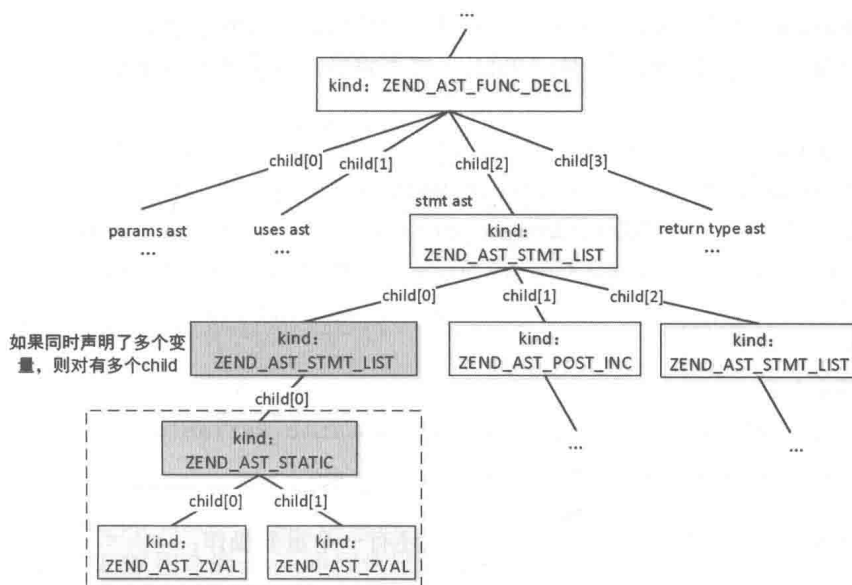 ...
kind：ZEND_AST_FUNC_DECL
child[0]
child[1]
child[2]
child[3]
stmt ast
params ast
...
uses ast
...
kind：
ZEND_AST_STMT_LIST
return type ast
...
child[0]
child[1]
child[2]
如果同时声明了多个变
量，则对有多个child
kind：
ZEND_AST_STMT_LIST
kind：
ZEND_AST_POST_INC
kind：
ZEND_AST_STMT_LIST
child[0]
...
...
kind：
ZEND_AST_STATIC
child[0]
child[1]
kind：
ZEND_AST_ZVAL
kind：
ZEND_AST_ZVAL